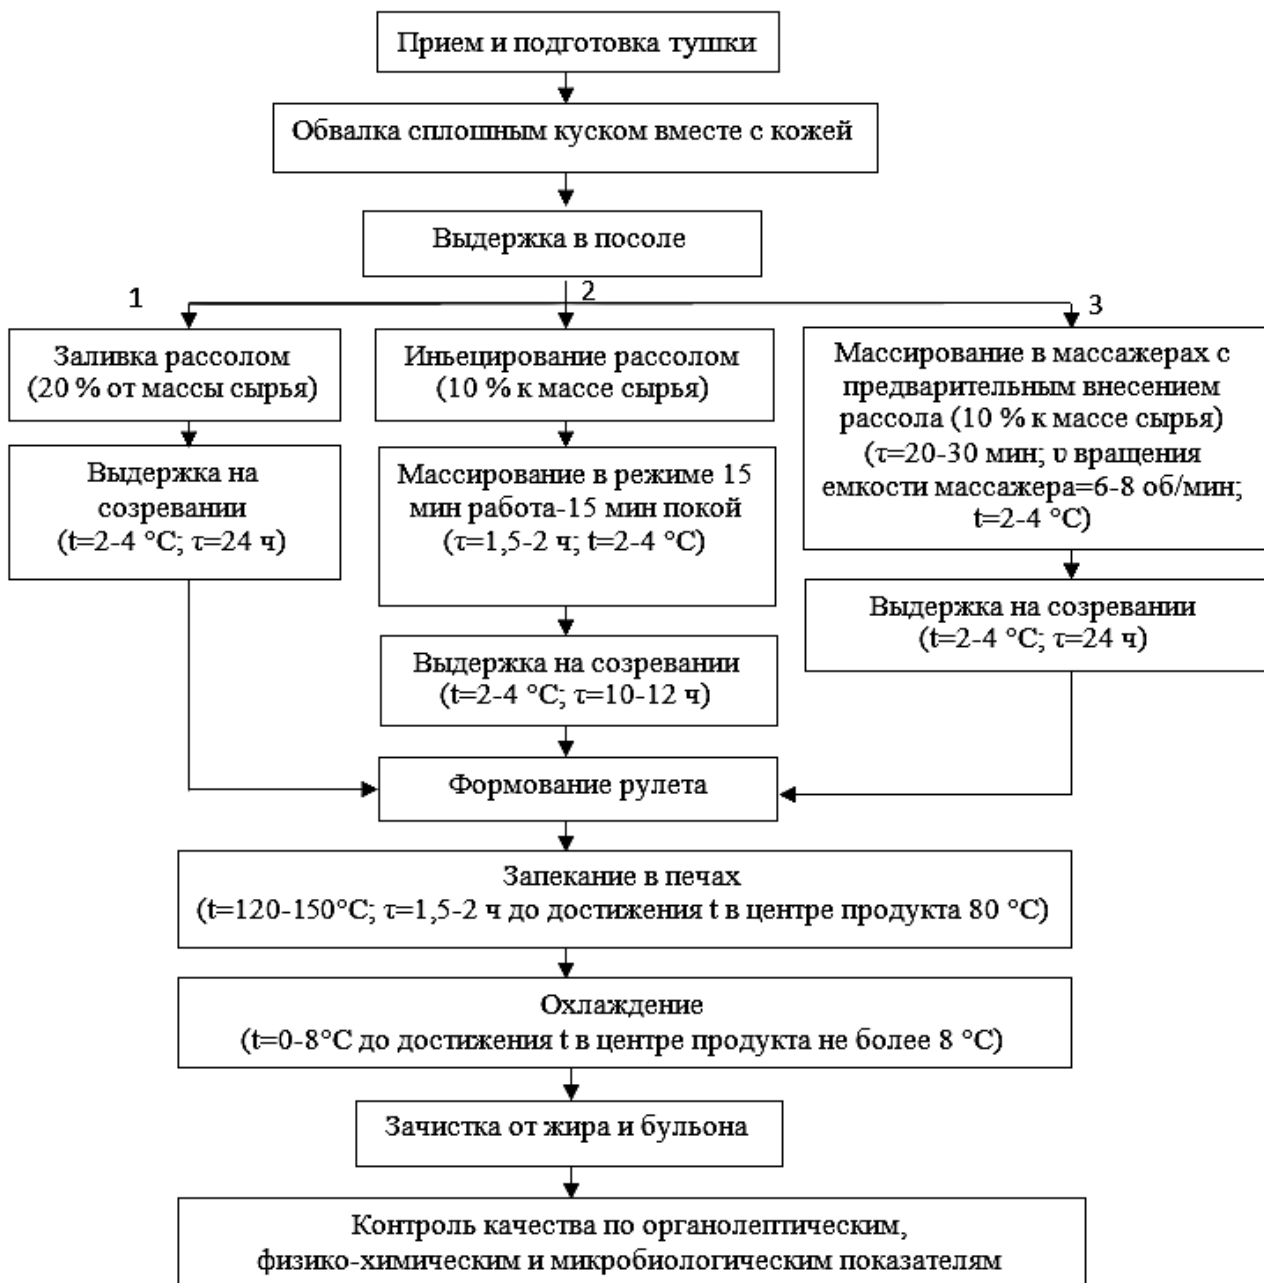 Прием и подготовка тушки
Обвалка сплошным куском вместе с кожей
Выдержка в посоле
1
2
3
Заливка рассолом
(20 % от массы сырья)
Иньецирование рассолом
(10 % к массе сырья)
Массирование в массажерах с
предварительным внесением
рассола (10 % к массе сырья)
(τ=20-30 мин; υ вращения
емкости массажера=6-8 об/мин;
t=2-4 °C)
Выдержка на
созревании
(t=2-4 °C; τ=24 ч)
Массирование в режиме 15
мин работа-15 мин покой
(τ=1,5-2 ч; t=2-4 °C)
Выдержка на созревании
(t=2-4 °C; τ=24 ч)
Выдержка на созревании
(t=2-4 °C; τ=10-12 ч)
Формование рулета
Запекание в печах
(t=120-150°C; τ=1,5-2 ч до достижения t в центре продукта 80 °C)
Охлаждение
(t=0-8°C до достижения t в центре продукта не более 8 °C)
Зачистка от жира и бульона
Контроль качества по органолептическим,
физико-химическим и микробиологическим показателям